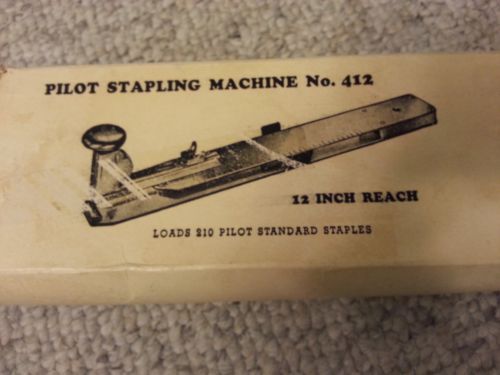 PILOT STAPLING MACHINE No. 412
12 INCH REACH
LOADS 210 PILOT STANDARD STAPLES